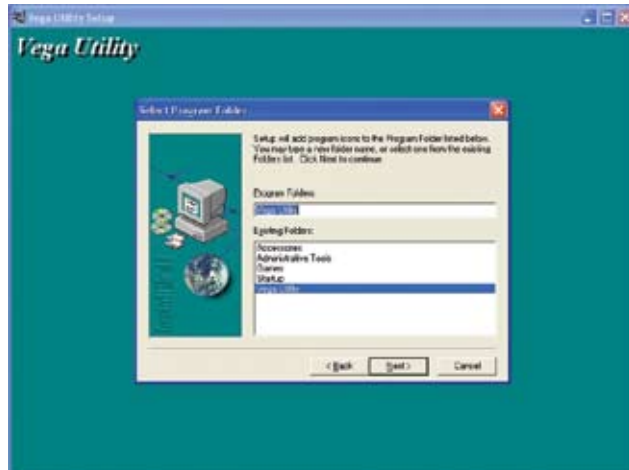 Vega Utility Setup
Vega Utility
Select Program Folder
Setup will add program icons to the Program Folder listed below.
You may type a new folder name, or select one from the existing
Folders list. Click Next to continue.
Program Folders:
Vega Utility
Existing Folders:
Accessories
Administrative Tools
Games
Startup
Vega Utility
< Back
Next >
Cancel